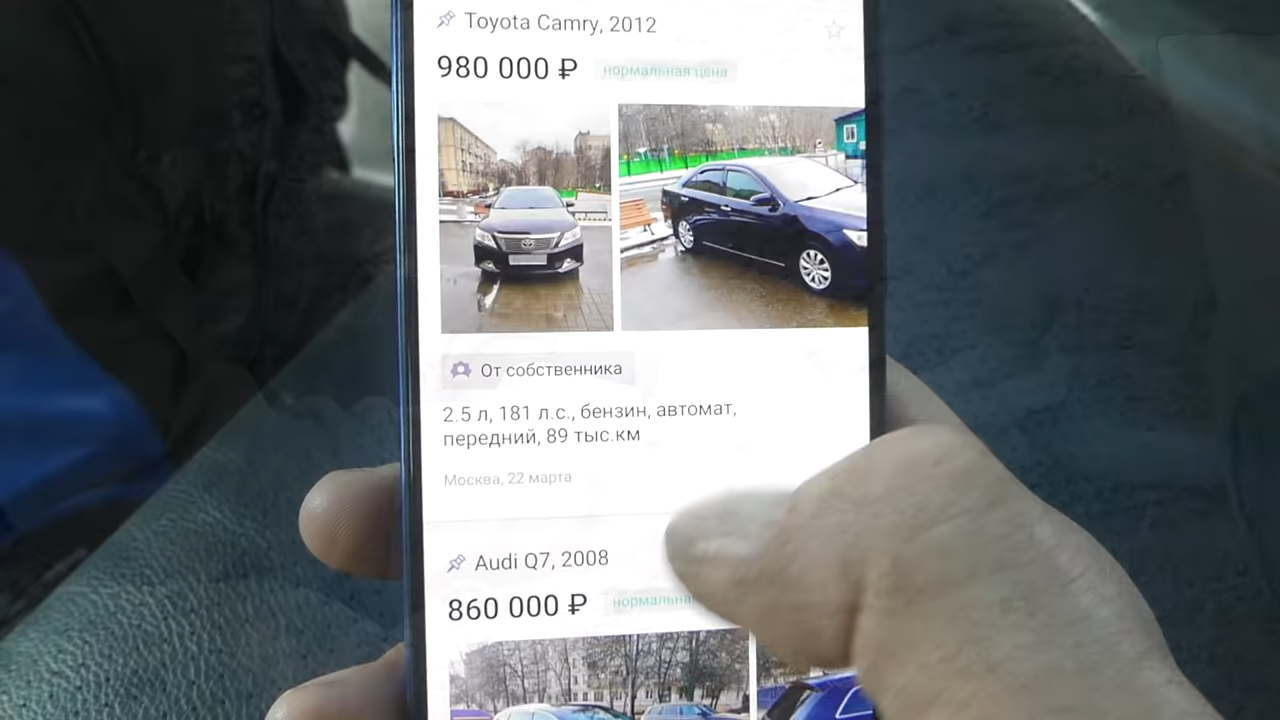 Toyota Camry, 2012
980 000 ₽ нормальная цена
От собственника
2.5 л, 181 л.с., бензин, автомат,
передний, 89 тыс.км
Москва, 22 марта
Audi Q7, 2008
860 000 ₽ нормальна